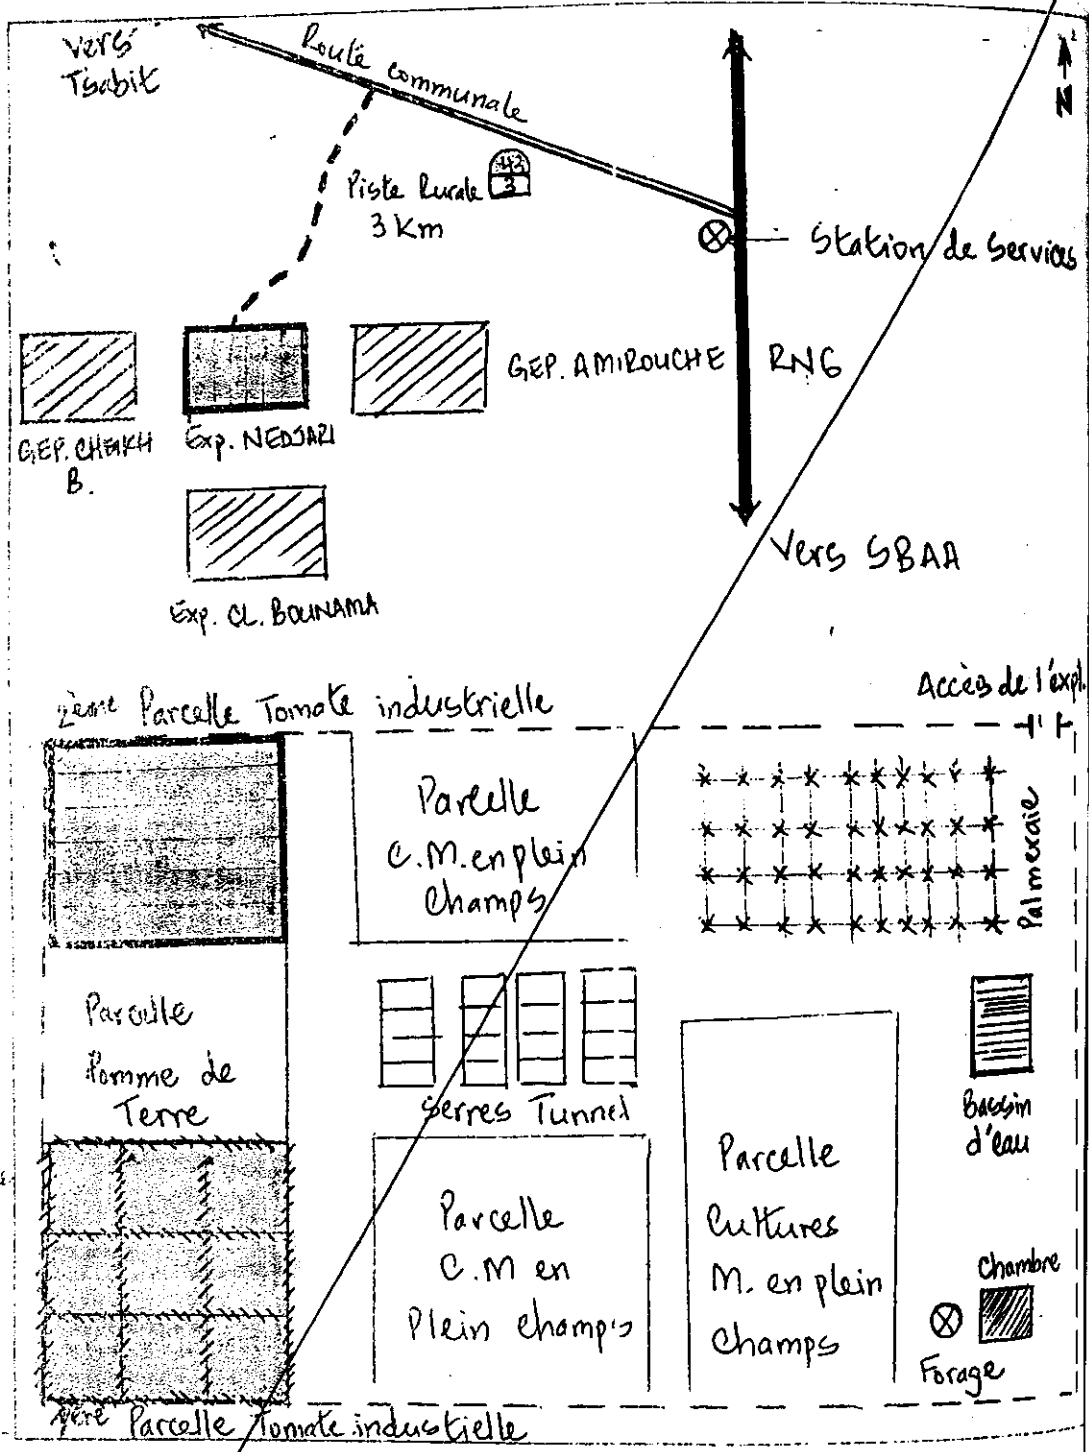 Vers
Tsabit
Route communale
N
Piste Rurale
3 Km
43
3
Station de Services
GEP. AMIROUCHE
RN6
GEP. CHEIKH
B.
Exp. NEDJARI
Exp. CL. BOUNAMA
Vers SBAA
Accès de l'expl.
2ème Parcelle Tomate industrielle
Parcelle
C.M. en plein
Champs
Palmeraie
Parcelle
Pomme de
Terre
Serres Tunnel
Bassin
d'eau
Parcelle
C.M en
Plein champs
Parcelle
Cultures
M. en plein
Champs
Chambre
Forage
1ère Parcelle Tomate industielle